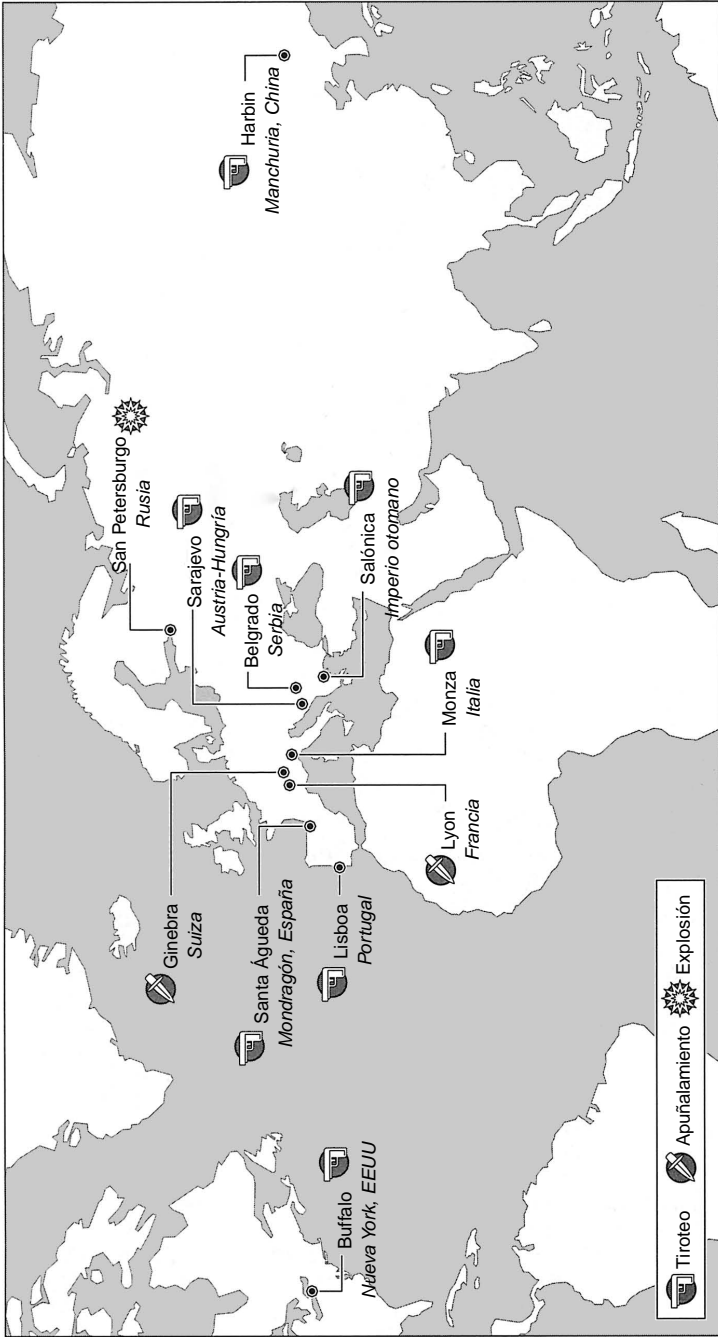 San Petersburgo
Rusia
Harbin
Manchuria, China
Sarajevo
Austria-Hungría
Belgrado
Serbia
Salónica
Imperio otomano
Ginebra
Suiza
Santa Águeda
Mondragón, España
Lisboa
Portugal
Monza
Italia
Lyon
Francia
Buffalo
Nueva York, EEUU
Tiroteo
Apuñalamiento
Explosión